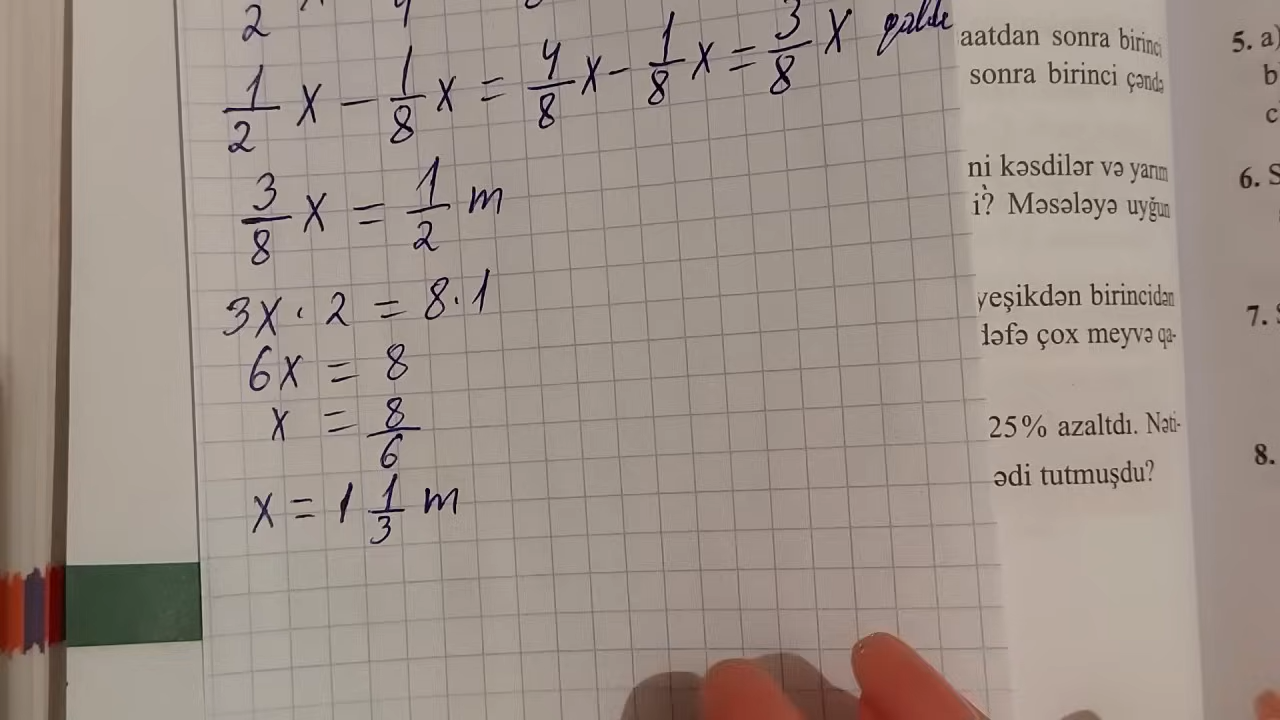 1/2 x − 1/8 x = 4/8 x − 1/8 x = 3/8 x qaldı
3/8 x = 1/2 m
3x · 2 = 8 · 1
6x = 8
x = 8/6
x = 1 1/3 m
aatdan sonra birinci
sonra birinci çəndə
ni kəsdilər və yarım
i? Məsələyə uyğun
yeşikdən birincidən
dəfə çox meyvə qa-
25% azaltdı. Nəti-
ədi tutmuşdu?
5. a)
b
c
6. S
7. S
8.